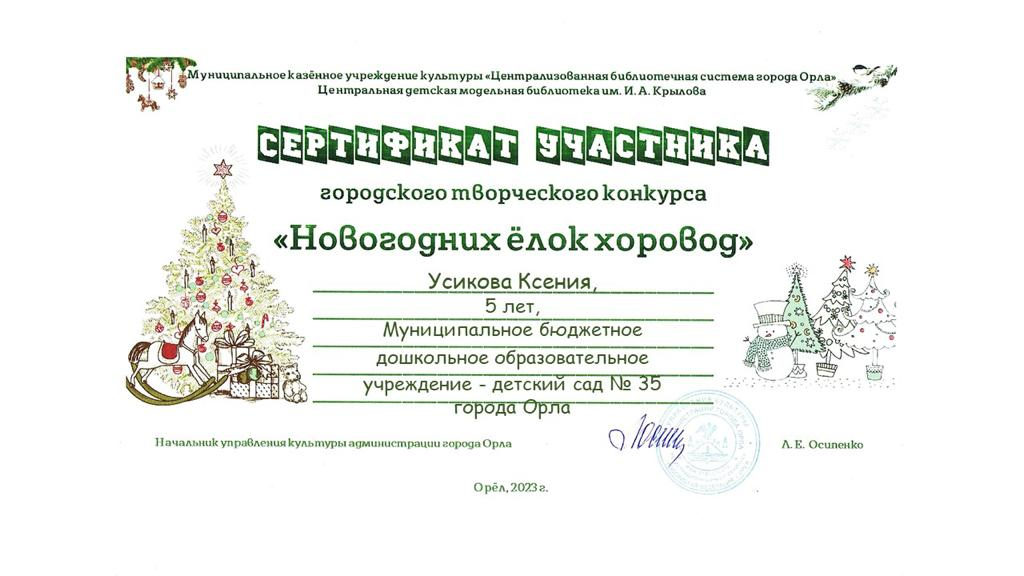 Муниципальное казённое учреждение культуры «Централизованная библиотечная система города Орла»
Центральная детская модельная библиотека им. И. А. Крылова
СЕРТИФИКАТ УЧАСТНИКА
городского творческого конкурса
«Новогодних ёлок хоровод»
Усикова Ксения,
5 лет,
Муниципальное бюджетное
дошкольное образовательное
учреждение - детский сад № 35
города Орла
Начальник управления культуры администрации города Орла
Л. Е. Осипенко
Орёл, 2023 г.